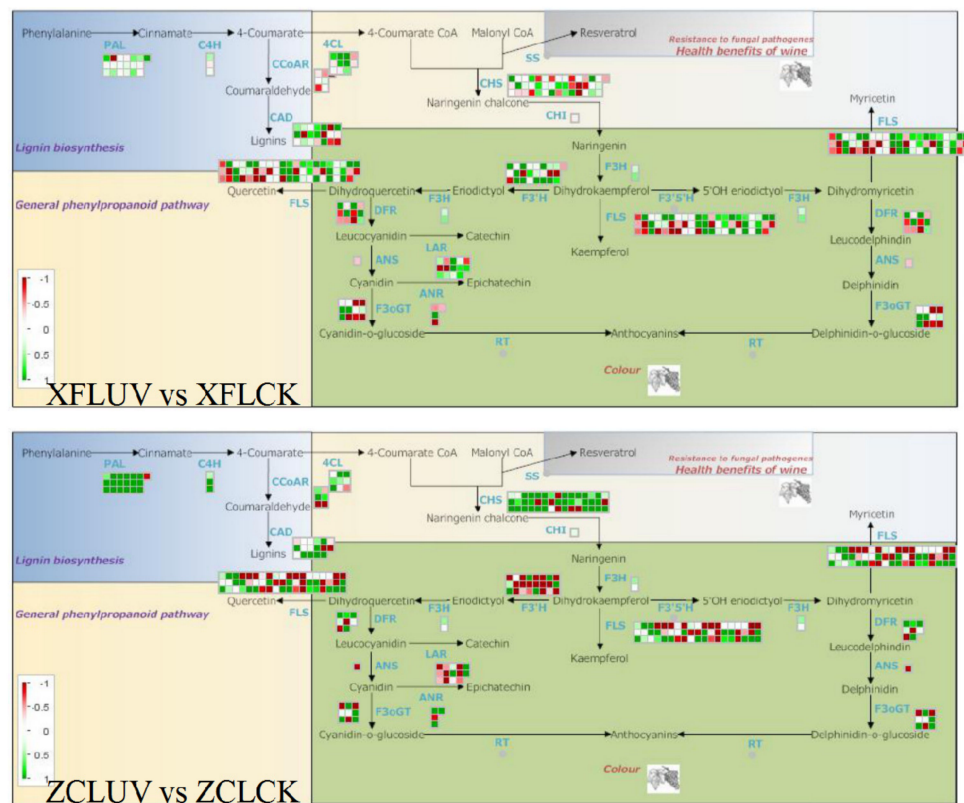 Phenylalanine Cinnamate 4-Coumarate 4-Coumarate CoA Malonyl CoA Resveratrol
Resistance to fungal pathogenes
Health benefits of wine
PAL C4H 4CL SS
CCoAR
Coumaraldehyde CHS
Naringenin chalcone
Myricetin
CAD CHI FLS
Lignins
Lignin biosynthesis
Naringenin
F3H
Quercetin Dihydroquercetin Eriodictyol Dihydrokaempferol 5'OH eriodictyol Dihydromyricetin
FLS F3H F3'H F3'5'H F3H
General phenylpropanoid pathway
DFR FLS DFR
Leucocyanidin Catechin Kaempferol Leucodelphindin
LAR
ANS ANS
Cyanidin Epichatechin Delphinidin
ANR
F3oGT F3oGT
Cyanidin-o-glucoside Anthocyanins Delphinidin-o-glucoside
RT RT
Colour
-1
-0.5
0
0.5
1
XFLUV vs XFLCK
Phenylalanine Cinnamate 4-Coumarate 4-Coumarate CoA Malonyl CoA Resveratrol
Resistance to fungal pathogenes
Health benefits of wine
PAL C4H 4CL SS
CCoAR
Coumaraldehyde CHS
Naringenin chalcone
Myricetin
CAD CHI FLS
Lignins
Lignin biosynthesis
Naringenin
F3H
Quercetin Dihydroquercetin Eriodictyol Dihydrokaempferol 5'OH eriodictyol Dihydromyricetin
FLS F3H F3'H F3'5'H F3H
General phenylpropanoid pathway
DFR FLS DFR
Leucocyanidin Catechin Kaempferol Leucodelphindin
LAR
ANS ANS
Cyanidin Epichatechin Delphinidin
ANR
F3oGT F3oGT
Cyanidin-o-glucoside Anthocyanins Delphinidin-o-glucoside
RT RT
Colour
-1
-0.5
0
0.5
1
ZCLUV vs ZCLCK